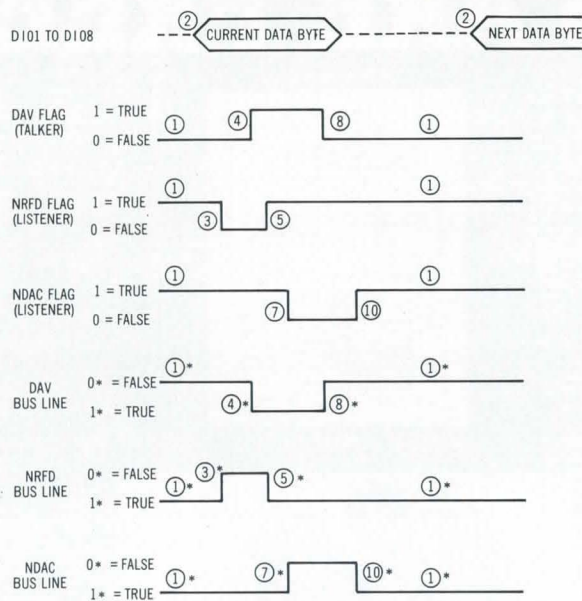 DIO1 TO DIO8 ② CURRENT DATA BYTE ② NEXT DATA BYTE
DAV FLAG
(TALKER)
1 = TRUE
0 = FALSE
① ④ ⑧ ①
NRFD FLAG
(LISTENER)
1 = TRUE
0 = FALSE
① ③ ⑤ ①
NDAC FLAG
(LISTENER)
1 = TRUE
0 = FALSE
① ⑦ ⑩ ①
DAV
BUS LINE
0* = FALSE
1* = TRUE
①* ④* ⑧* ①*
NRFD
BUS LINE
0* = FALSE
1* = TRUE
①* ③* ⑤* ①*
NDAC
BUS LINE
0* = FALSE
1* = TRUE
①* ⑦* ⑩* ①*